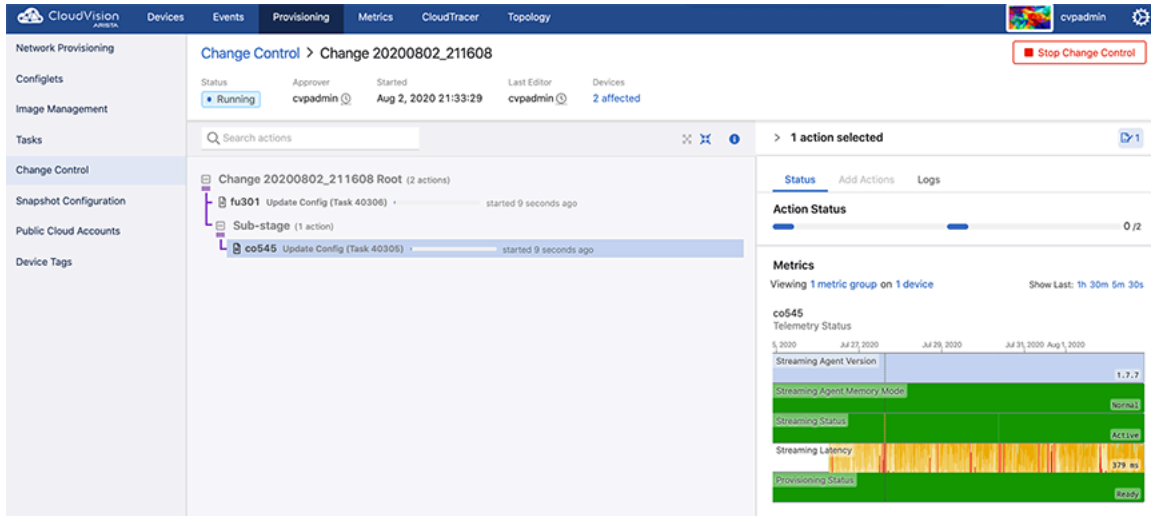 CloudVision Devices Events Provisioning Metrics CloudTracer Topology cvpadmin
ARISTA
Network Provisioning
Configlets
Image Management
Tasks
Change Control
Snapshot Configuration
Public Cloud Accounts
Device Tags
Change Control > Change 20200802_211608
Stop Change Control
Status Approver Started Last Editor Devices
Running cvpadmin Aug 2, 2020 21:33:29 cvpadmin 2 affected
Search actions
Change 20200802_211608 Root (2 actions)
fu301 Update Config (Task 40306) started 9 seconds ago
Sub-stage (1 action)
co545 Update Config (Task 40305) started 9 seconds ago
> 1 action selected 1
Status Add Actions Logs
Action Status
0 /2
Metrics
Viewing 1 metric group on 1 device Show Last: 1h 30m 5m 30s
co545
Telemetry Status
5, 2020 Jul 27, 2020 Jul 29, 2020 Jul 31, 2020 Aug 1, 2020
Streaming Agent Version
1.7.7
Streaming Agent Memory Mode
Normal
Streaming Status
Active
Streaming Latency
379 ms
Provisioning Status
Ready